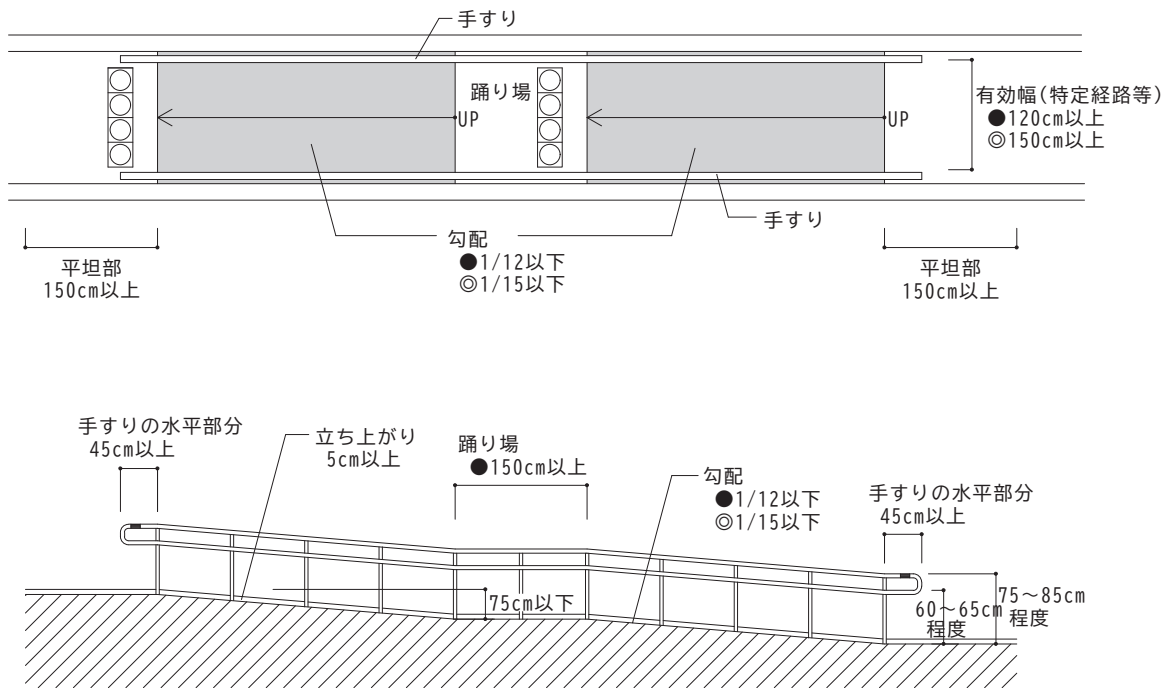 手すり
踊り場
UP
UP
有効幅(特定経路等)
●120cm以上
◎150cm以上
手すり
勾配
●1/12以下
◎1/15以下
平坦部
150cm以上
平坦部
150cm以上
手すりの水平部分
45cm以上
立ち上がり
5cm以上
踊り場
●150cm以上
勾配
●1/12以下
◎1/15以下
手すりの水平部分
45cm以上
75cm以下
60〜65cm
程度
75〜85cm
程度